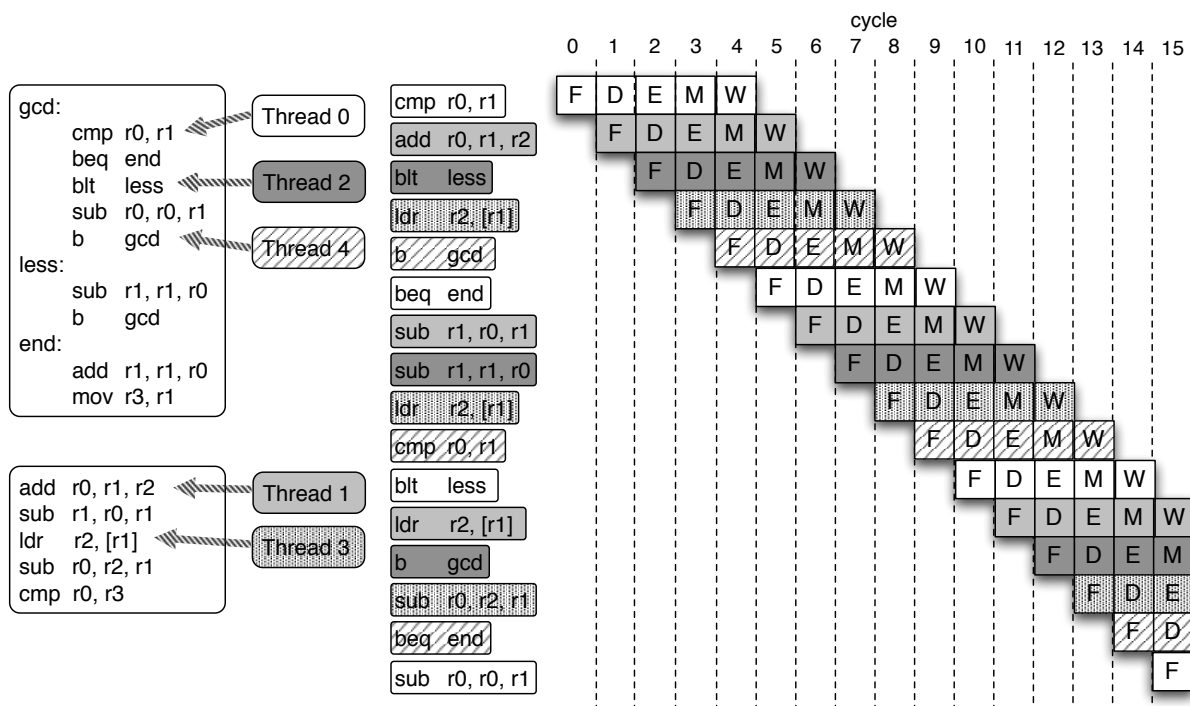 cycle
0 1 2 3 4 5 6 7 8 9 10 11 12 13 14 15
gcd:
cmp r0, r1
beq end
blt less
sub r0, r0, r1
b gcd
less:
sub r1, r1, r0
b gcd
end:
add r1, r1, r0
mov r3, r1
Thread 0
Thread 2
Thread 4
add r0, r1, r2
sub r1, r0, r1
ldr r2, [r1]
sub r0, r2, r1
cmp r0, r3
Thread 1
Thread 3
cmp r0, r1 F D E M W
add r0, r1, r2 F D E M W
blt less F D E M W
ldr r2, [r1] F D E M W
b gcd F D E M W
beq end F D E M W
sub r1, r0, r1 F D E M W
sub r1, r1, r0 F D E M W
ldr r2, [r1] F D E M W
cmp r0, r1 F D E M W
blt less F D E M W
ldr r2, [r1] F D E M W
b gcd F D E M
sub r0, r2, r1 F D E
beq end F D
sub r0, r0, r1 F